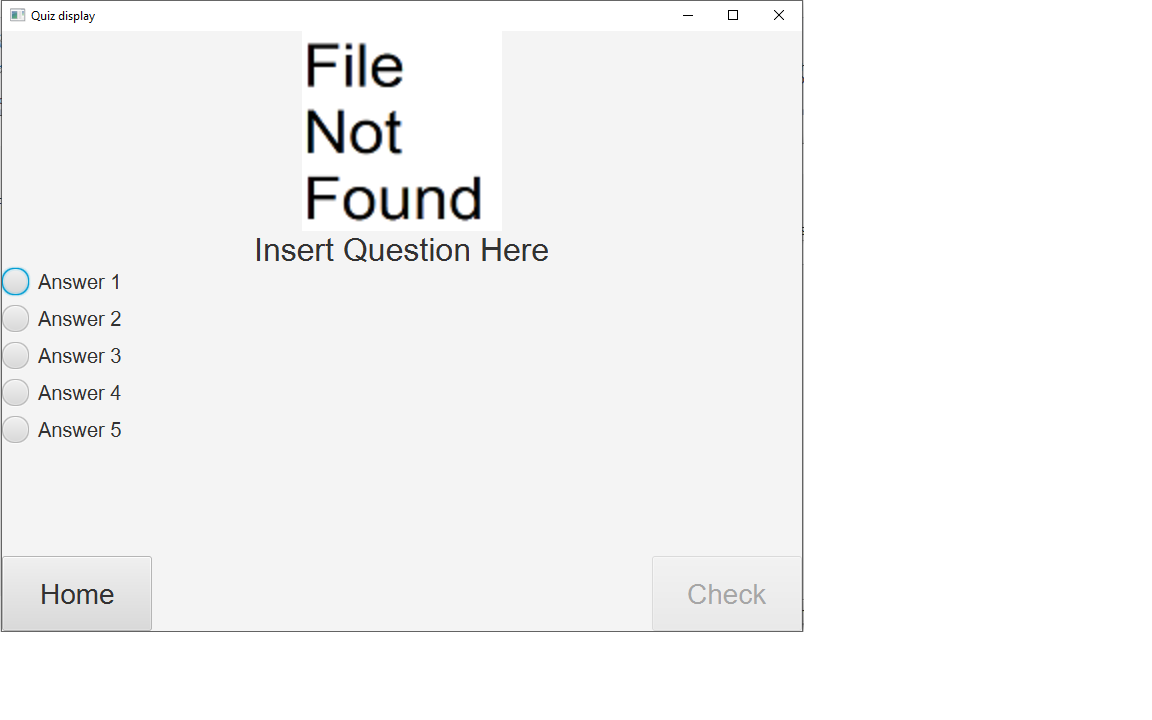 Quiz display
File
Not
Found
Insert Question Here
Answer 1
Answer 2
Answer 3
Answer 4
Answer 5
Home
Check